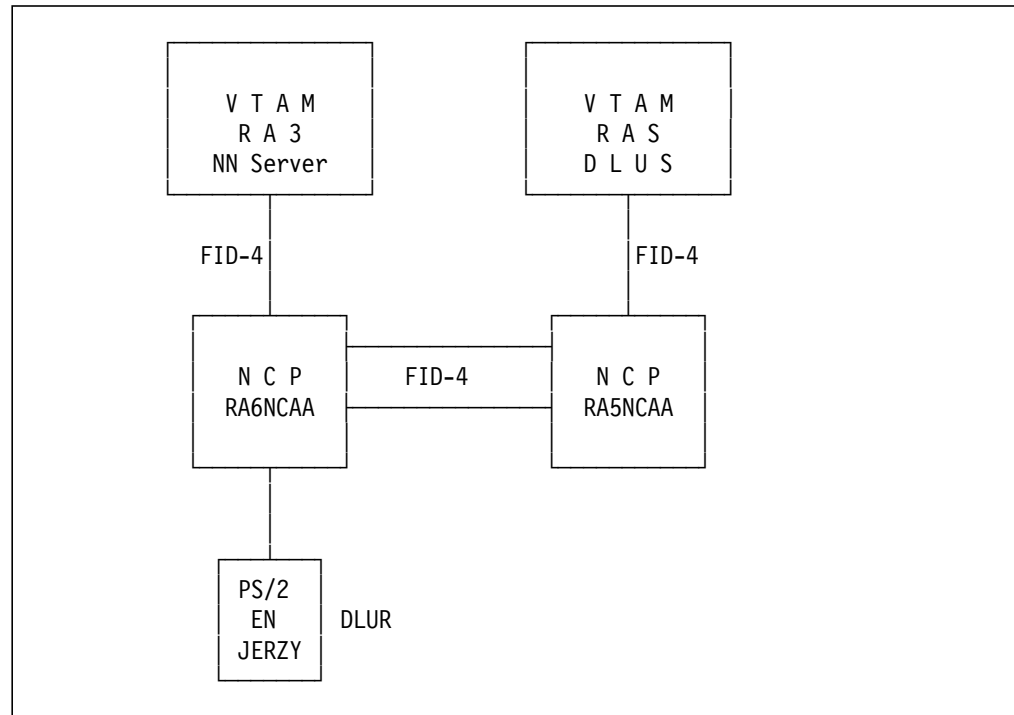 V T A M
R A 3
NN Server
V T A M
R A S
D L U S
FID-4
FID-4
N C P
RA6NCAA
FID-4
N C P
RA5NCAA
PS/2
EN
JERZY
DLUR